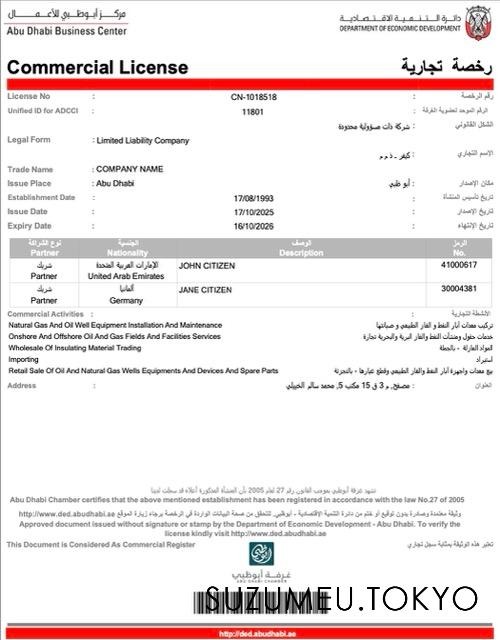 مركز أبوظبي للأعمال
Abu Dhabi Business Center
دائرة التنمية الاقتصادية
DEPARTMENT OF ECONOMIC DEVELOPMENT
Commercial License رخصة تجارية
License No : CN-1018518 : رقم الرخصة
Unified ID for ADCCI : 11801 : الرقم الموحد لعضوية الغرفة
شركة ذات مسؤولية محدودة : الشكل القانوني
Legal Form : Limited Liability Company
كيفر - ذ م م : الاسم التجاري
Trade Name : COMPANY NAME
Issue Place : Abu Dhabi أبو ظبي : مكان الإصدار
Establishment Date : 17/08/1993 : تاريخ تأسيس المنشأة
Issue Date : 17/10/2025 : تاريخ الإصدار
Expiry Date : 16/10/2026 : تاريخ الإنتهاء
نوع الشراكة الجنسية الوصف الرمز
Partner Nationality Description No.
شريك الإمارات العربية المتحدة JOHN CITIZEN 41000617
Partner United Arab Emirates
شريك ألمانيا JANE CITIZEN 30004381
Partner Germany
Commercial Activities : الأنشطة التجارية :
Natural Gas And Oil Well Equipment Installation And Maintenance تركيب معدات آبار النفط و الغاز الطبيعي و صيانتها
Onshore And Offshore Oil And Gas Fields And Facilities Services خدمات حقول ومنشآت النفط والغاز البرية والبحرية تجارة
Wholesale Of Insulating Material Trading المواد العازلة - بالجملة
Importing استيراد
Retail Sale Of Oil And Natural Gas Wells Equipments And Devices And Spare Parts بيع معدات واجهزة آبار النفط والغاز الطبيعي وقطع غيارها - بالتجزئة
Address : مصفح, م 3 ق 15 مكتب 5, محمد سالم : العنوان
تشهد غرفة أبوظبي بموجب القانون رقم 27 لعام 2005 بأن المنشأة المذكورة أعلاه قد سجلت لدينا
Abu Dhabi Chamber certifies that the above mentioned establishment has been registered in accordance with the law No.27 of 2005
وثيقة معتمدة وصادرة بدون توقيع أو ختم من دائرة التنمية الاقتصادية - أبوظبي. للتحقق من صحة البيانات الواردة في الرخصة برجاء زيارة الموقع http://www.ded.abudhabi.ae
Approved document issued without signature or stamp by the Department of Economic Development - Abu Dhabi. To verify the
license kindly visit http://www.ded.abudhabi.ae
This Document is Considered As Commercial Register تعتبر هذه الوثيقة بمثابة سجل تجاري
غرفة أبوظبي
ABU DHABI CHAMBER
SUZUMEU.TOKYO
http://ded.abudhabi.ae